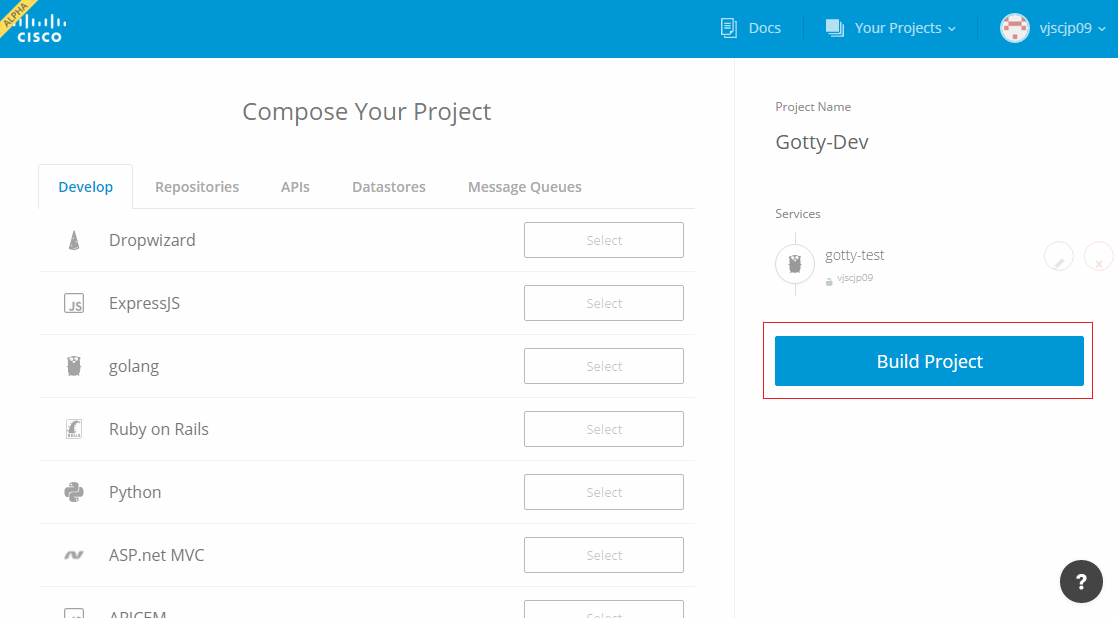 ALPHA
CISCO
Docs
Your Projects
vjscjp09
Compose Your Project
Develop
Repositories
APIs
Datastores
Message Queues
Dropwizard
Select
ExpressJS
Select
golang
Select
Ruby on Rails
Select
Python
Select
ASP.net MVC
Select
APICEM
Select
Project Name
Gotty-Dev
Services
gotty-test
vjscjp09
Build Project
?